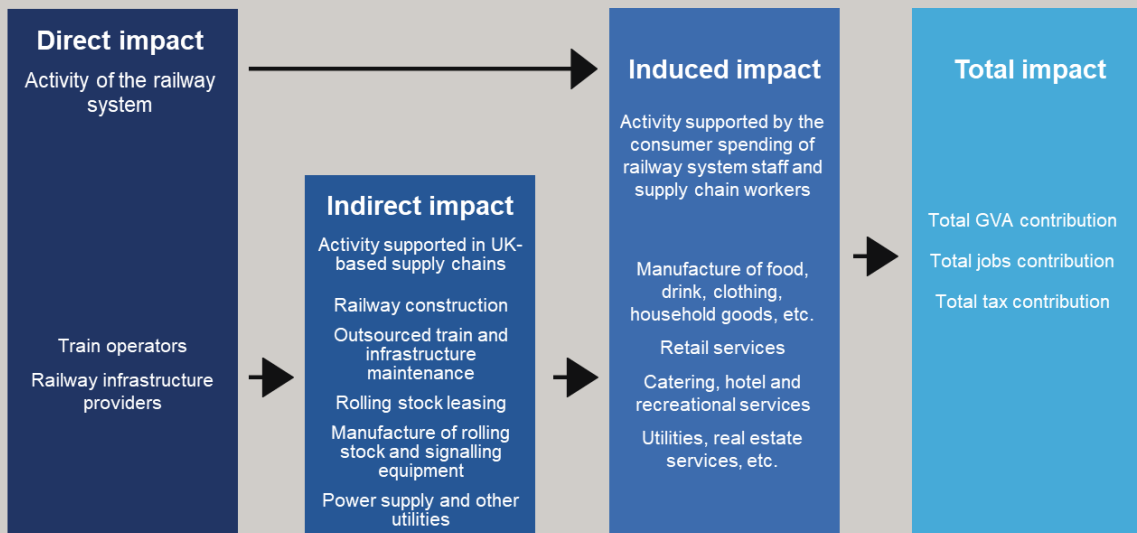 Direct impact
Activity of the railway
system
Train operators
Railway infrastructure
providers
Indirect impact
Activity supported in UK-
based supply chains
Railway construction
Outsourced train and
infrastructure
maintenance
Rolling stock leasing
Manufacture of rolling
stock and signalling
equipment
Power supply and other
utilities
Induced impact
Activity supported by the
consumer spending of
railway system staff and
supply chain workers
Manufacture of food,
drink, clothing,
household goods, etc.
Retail services
Catering, hotel and
recreational services
Utilities, real estate
services, etc.
Total impact
Total GVA contribution
Total jobs contribution
Total tax contribution